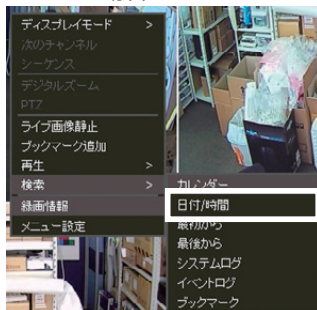 ディスプレイモード >
次のチャンネル
シーケンス
デジタルズーム
PTZ
ライブ画像静止
ブックマーク追加
再生 >
検索 >
録画情報
メニュー設定
カレンダー
日付/時間
最初から
最後から
システムログ
イベントログ
ブックマーク